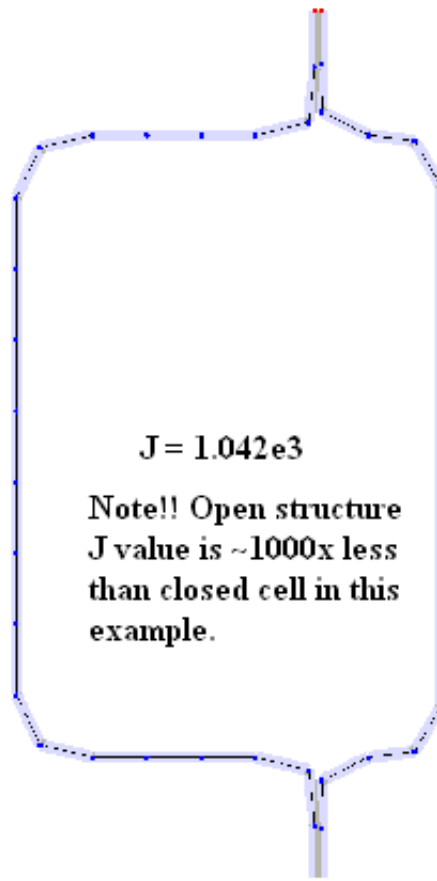 J = 1.042e3
Note!! Open structure
J value is ~1000x less
than closed cell in this
example.